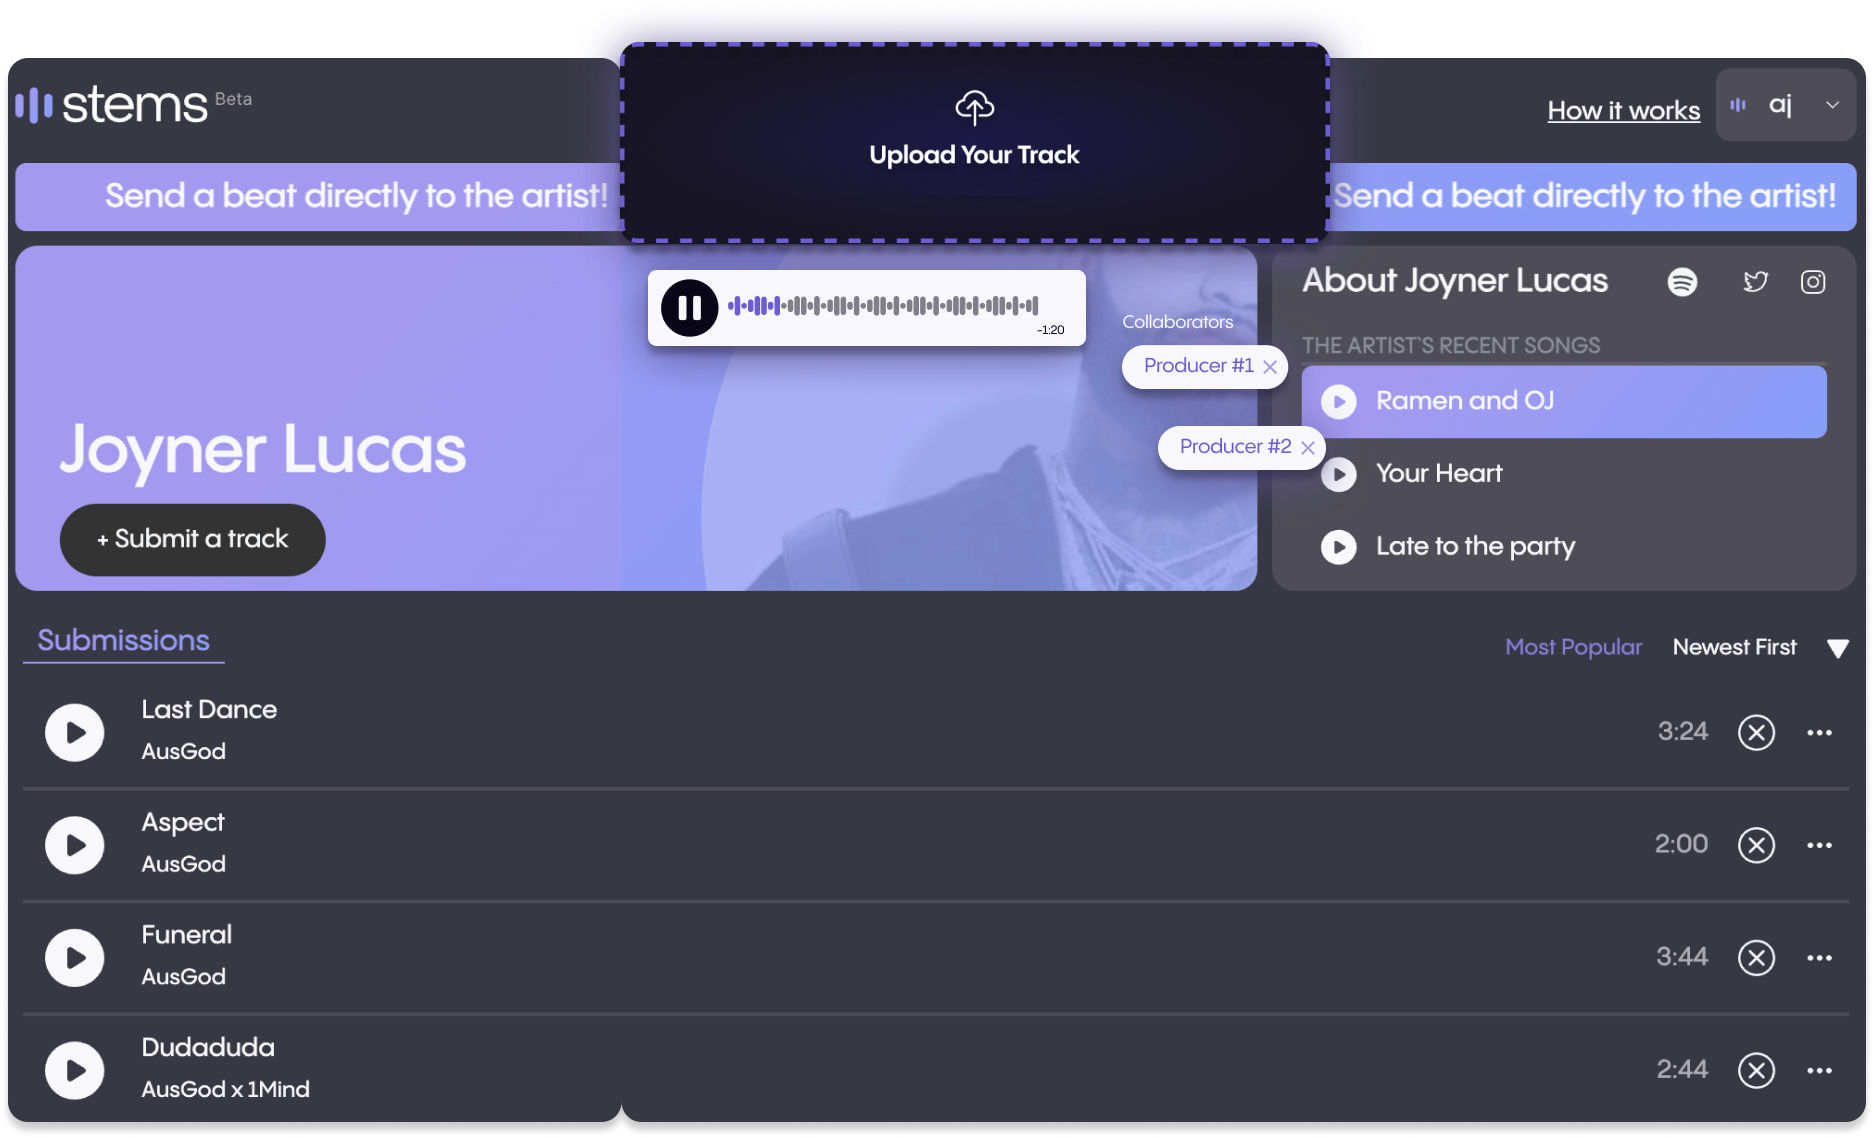 stems Beta
Upload Your Track
How it works
aj
Send a beat directly to the artist!
Send a beat directly to the artist!
-1:20
Collaborators
Producer #1
Producer #2
Joyner Lucas
+ Submit a track
About Joyner Lucas
THE ARTIST`S RECENT SONGS
Ramen and OJ
Your Heart
Late to the party
Submissions
Most Popular
Newest First
Last Dance
AusGod
3:24
Aspect
AusGod
2:00
Funeral
AusGod
3:44
Dudaduda
AusGod x 1Mind
2:44